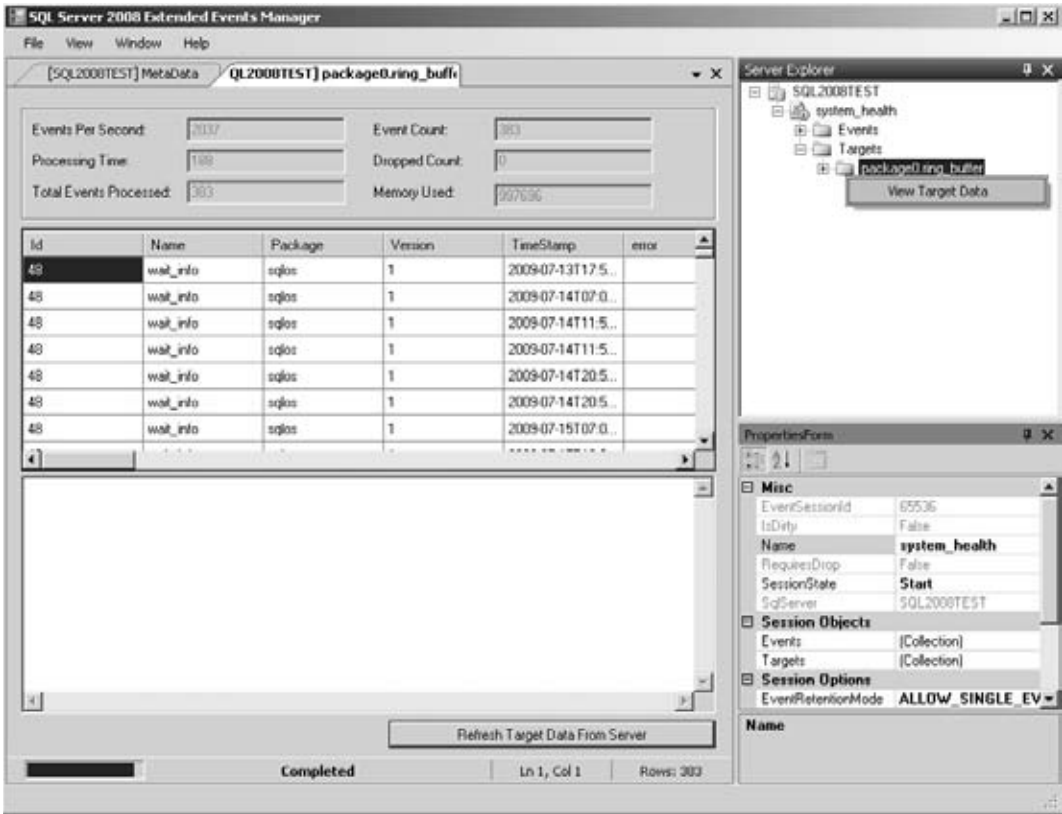 SQL Server 2008 Extended Events Manager
File View Window Help
[SQL2008TEST] MetaData QL2008TEST] package0.ring_buffe
Events Per Second: 2037 Event Count: 383
Processing Time: 188 Dropped Count: 0
Total Events Processed: 383 Memory Used: 997696
Id Name Package Version TimeStamp error
48 wait_info sqlos 1 2009-07-13T17:5...
48 wait_info sqlos 1 2009-07-14T07:0...
48 wait_info sqlos 1 2009-07-14T11:5...
48 wait_info sqlos 1 2009-07-14T11:5...
48 wait_info sqlos 1 2009-07-14T20:5...
48 wait_info sqlos 1 2009-07-14T20:5...
48 wait_info sqlos 1 2009-07-15T07:0...
Refresh Target Data From Server
Completed Ln 1, Col 1 Rows: 383
Server Explorer
SQL2008TEST
system_health
Events
Targets
package0.ring_buffer
View Target Data
PropertiesForm
Misc
EventSessionId 65536
IsDirty False
Name system_health
RequiresDrop False
SessionState Start
SqlServer SQL2008TEST
Session Objects
Events (Collection)
Targets (Collection)
Session Options
EventRetentionMode ALLOW_SINGLE_EV
Name